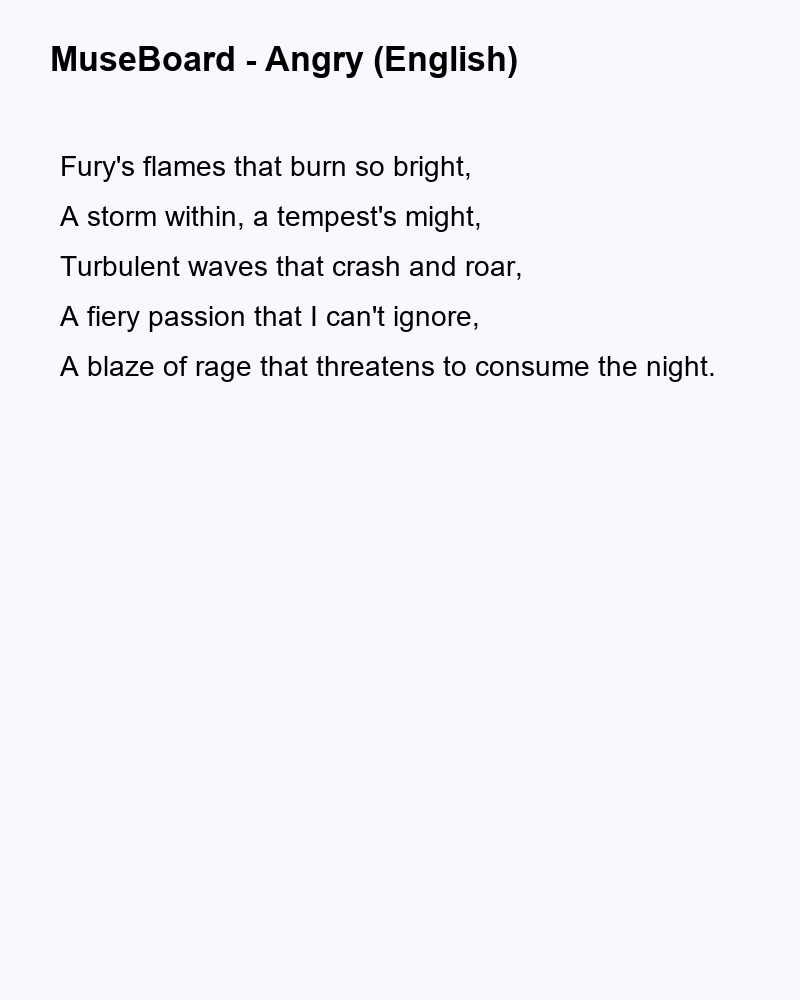 MuseBoard - Angry (English)
Fury's flames that burn so bright,
A storm within, a tempest's might,
Turbulent waves that crash and roar,
A fiery passion that I can't ignore,
A blaze of rage that threatens to consume the night.